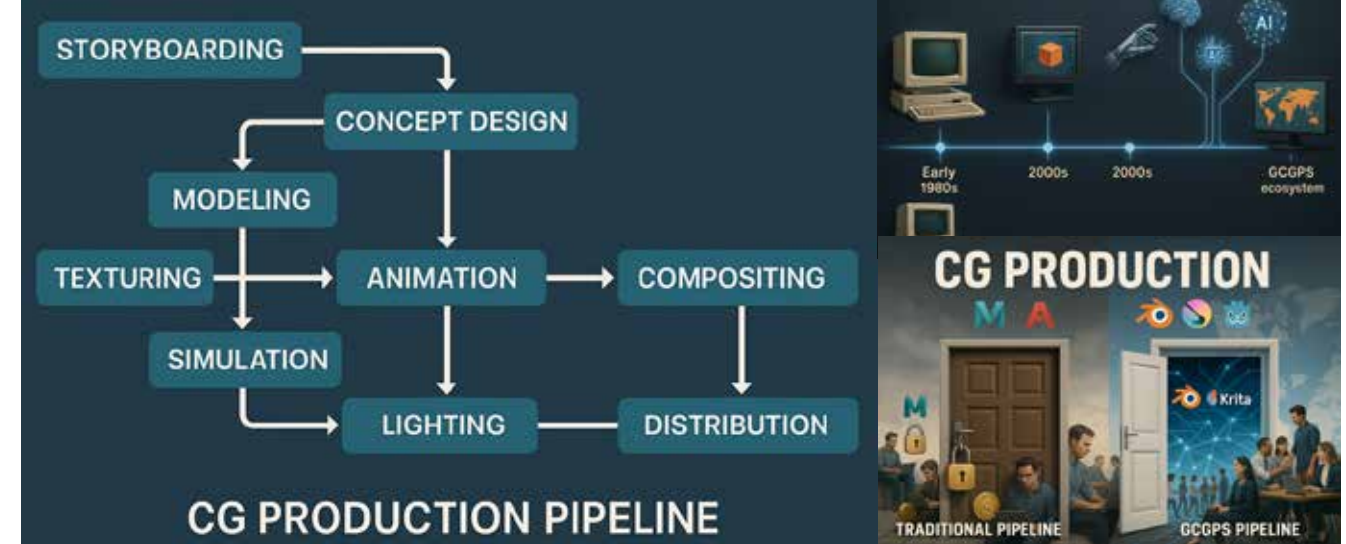 STORYBOARDING
CONCEPT DESIGN
MODELING
TEXTURING
ANIMATION
COMPOSITING
SIMULATION
LIGHTING
DISTRIBUTION
CG PRODUCTION PIPELINE
AI
Early
1980s
2000s
2000s
GCGPS
ecosystem
CG PRODUCTION
M A
M
Krita
TRADITIONAL PIPELINE
GCGPS PIPELINE